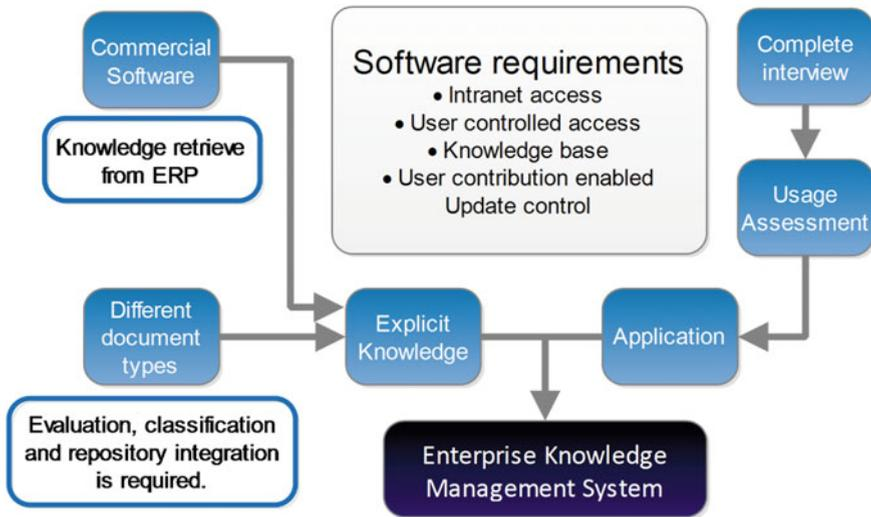 Commercial
Software
Knowledge retrieve
from ERP
Software requirements
• Intranet access
• User controlled access
• Knowledge base
• User contribution enabled
Update control
Complete
interview
Usage
Assessment
Different
document
types
Explicit
Knowledge
Application
Evaluation, classification
and repository integration
is required.
Enterprise Knowledge
Management System